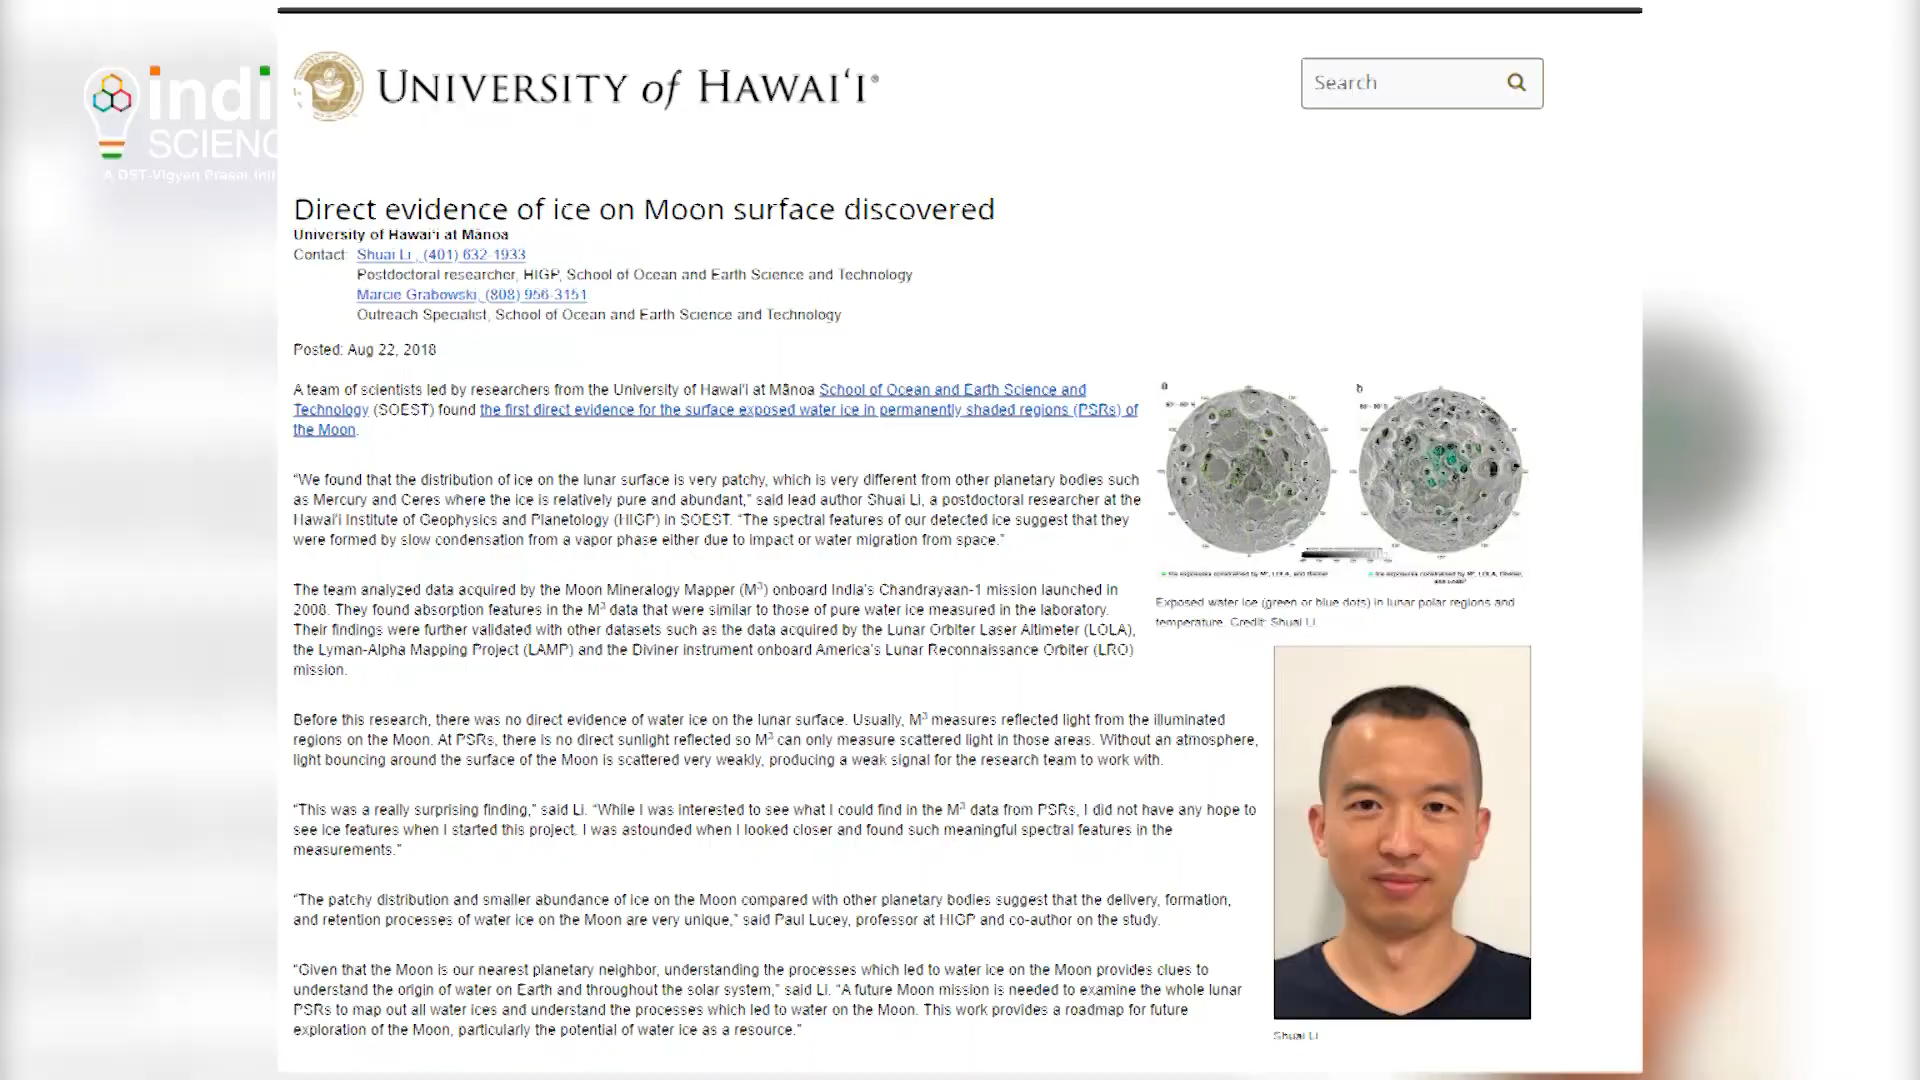 indi
SCIENC
A DST-Vigyan Prasar Init
UNIVERSITY of HAWAIʻI®
Search
Direct evidence of ice on Moon surface discovered
University of Hawaiʻi at Mānoa
Contact: Shuai Li, (401) 632-1933
Postdoctoral researcher, HIGP, School of Ocean and Earth Science and Technology
Marcie Grabowski, (808) 956-3151
Outreach Specialist, School of Ocean and Earth Science and Technology
Posted: Aug 22, 2018
A team of scientists led by researchers from the University of Hawai'i at Mānoa School of Ocean and Earth Science and
Technology (SOEST) found the first direct evidence for the surface exposed water ice in permanently shaded regions (PSRs) of
the Moon.
“We found that the distribution of ice on the lunar surface is very patchy, which is very different from other planetary bodies such
as Mercury and Ceres where the ice is relatively pure and abundant,” said lead author Shuai Li, a postdoctoral researcher at the
Hawai'i Institute of Geophysics and Planetology (HIGP) in SOEST. “The spectral features of our detected ice suggest that they
were formed by slow condensation from a vapor phase either due to impact or water migration from space.”
The team analyzed data acquired by the Moon Mineralogy Mapper (M³) onboard India's Chandrayaan-1 mission launched in
2008. They found absorption features in the M³ data that were similar to those of pure water ice measured in the laboratory.
Their findings were further validated with other datasets such as the data acquired by the Lunar Orbiter Laser Altimeter (LOLA),
the Lyman-Alpha Mapping Project (LAMP) and the Diviner instrument onboard America's Lunar Reconnaissance Orbiter (LRO)
mission.
a
b
Exposed water ice (green or blue dots) in lunar polar regions and
temperature. Credit: Shuai Li.
Before this research, there was no direct evidence of water ice on the lunar surface. Usually, M³ measures reflected light from the illuminated
regions on the Moon. At PSRs, there is no direct sunlight reflected so M³ can only measure scattered light in those areas. Without an atmosphere,
light bouncing around the surface of the Moon is scattered very weakly, producing a weak signal for the research team to work with.
“This was a really surprising finding,” said Li. “While I was interested to see what I could find in the M³ data from PSRs, I did not have any hope to
see ice features when I started this project. I was astounded when I looked closer and found such meaningful spectral features in the
measurements.”
“The patchy distribution and smaller abundance of ice on the Moon compared with other planetary bodies suggest that the delivery, formation,
and retention processes of water ice on the Moon are very unique,” said Paul Lucey, professor at HIGP and co-author on the study.
“Given that the Moon is our nearest planetary neighbor, understanding the processes which led to water ice on the Moon provides clues to
understand the origin of water on Earth and throughout the solar system,” said Li. “A future Moon mission is needed to examine the whole lunar
PSRs to map out all water ices and understand the processes which led to water on the Moon. This work provides a roadmap for future
exploration of the Moon, particularly the potential of water ice as a resource.”
Shuai Li